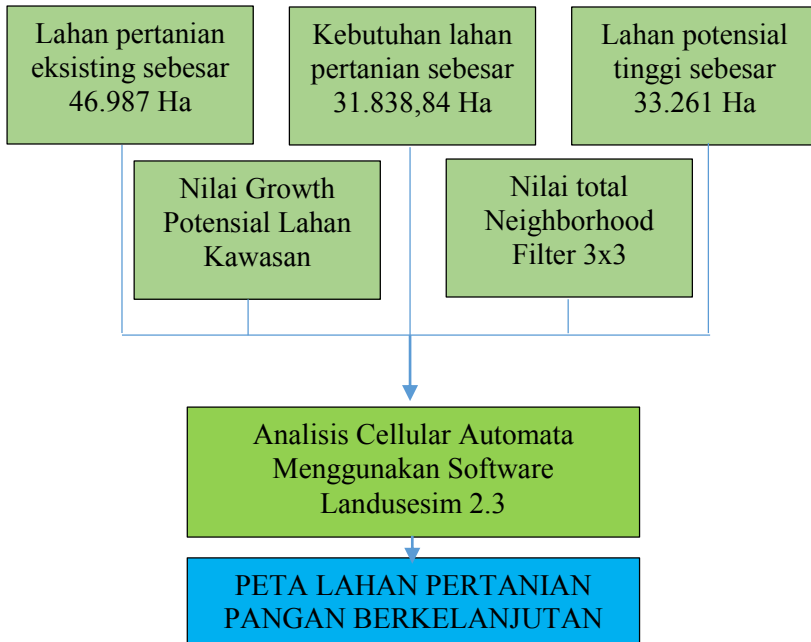 Lahan pertanian
eksisting sebesar
46.987 Ha
Kebutuhan lahan
pertanian sebesar
31.838,84 Ha
Lahan potensial
tinggi sebesar
33.261 Ha
Nilai Growth
Potensial Lahan
Kawasan
Nilai total
Neighborhood
Filter 3x3
Analisis Cellular Automata
Menggunakan Software
Landusesim 2.3
PETA LAHAN PERTANIAN
PANGAN BERKELANJUTAN